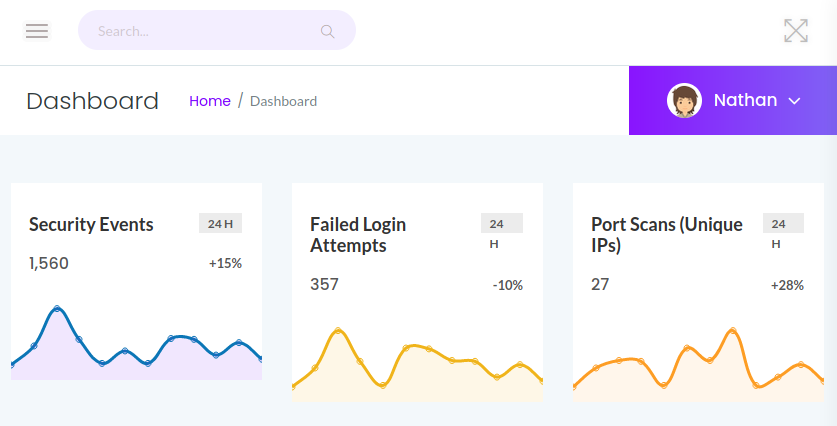 Search...
Dashboard
Home / Dashboard
Nathan
Security Events
24 H
1,560
+15%
Failed Login
Attempts
24
H
357
-10%
Port Scans (Unique
IPs)
24
H
27
+28%